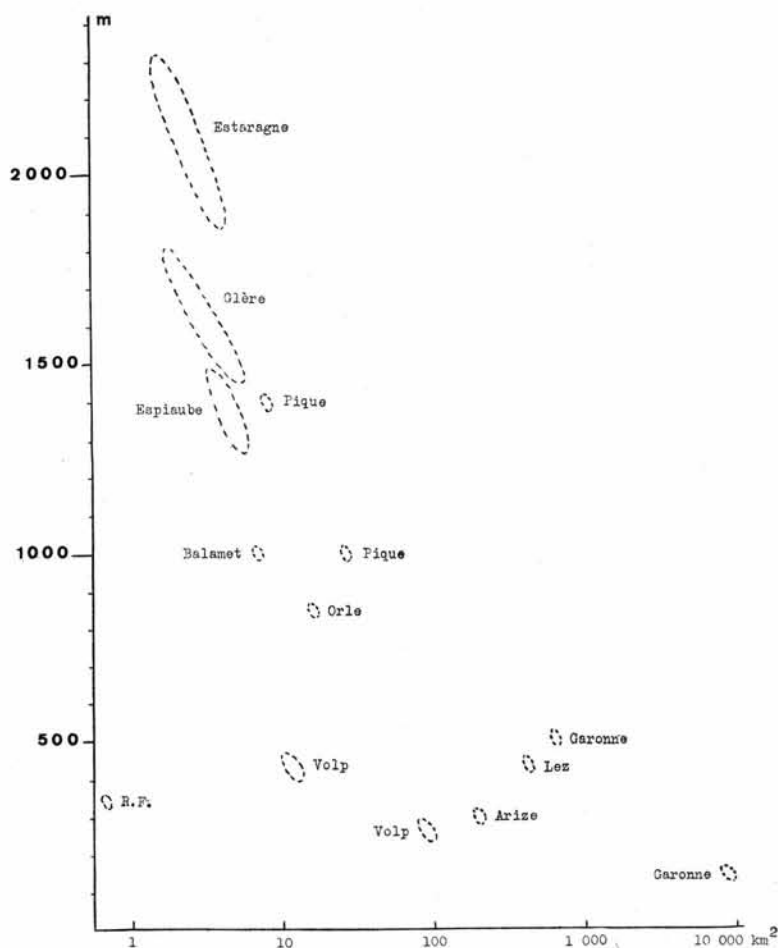 m
Estaragne
2000
Glère
1500
Espiaube
Pique
1000
Balamet
Pique
Orle
500
Garonne
Volp
Lez
R.F.
Volp
Arize
Garonne
1 10 100 1 000 10 000 km²